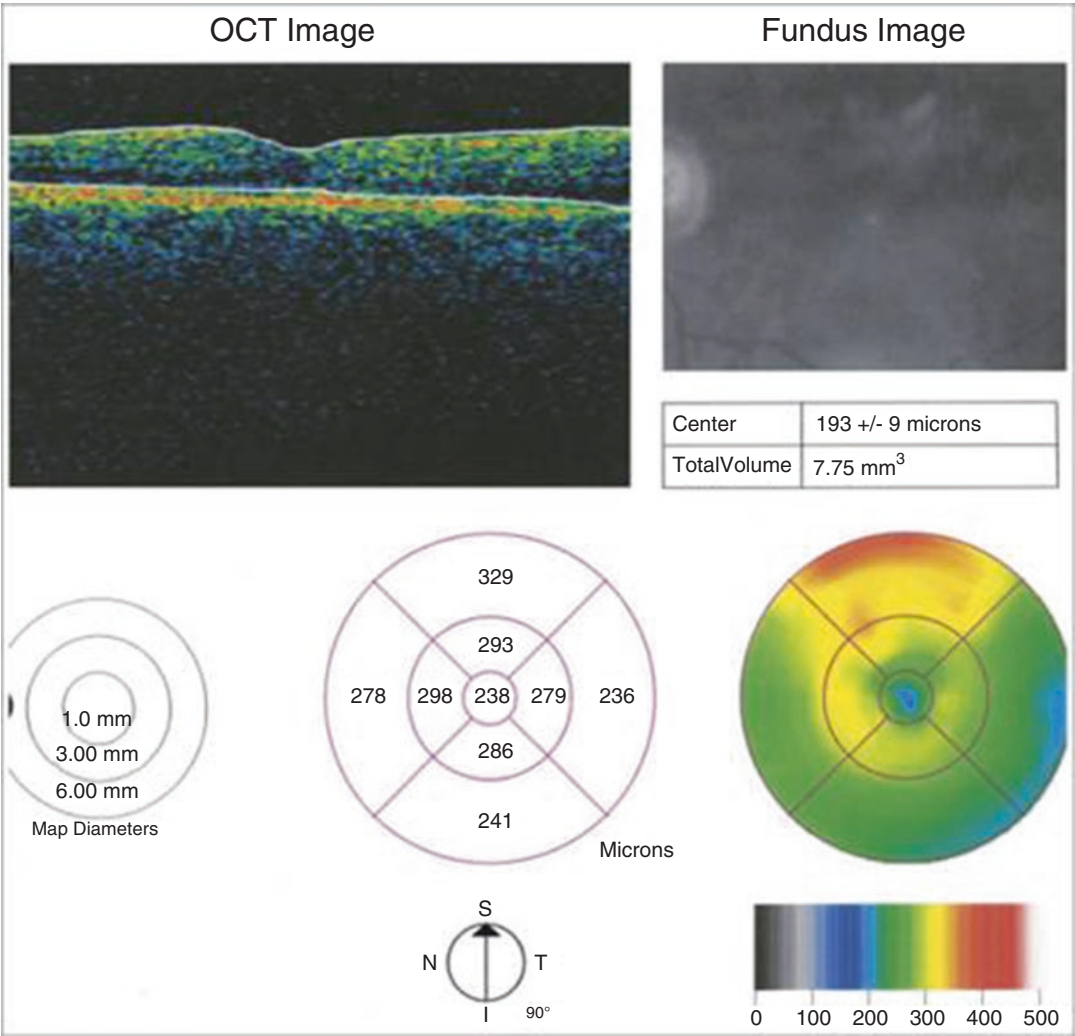 OCT Image
Fundus Image
Center 193 +/- 9 microns
TotalVolume 7.75 mm3
1.0 mm
3.00 mm
6.00 mm
Map Diameters
329
293
278 298 238 279 236
286
241
Microns
S
N T
I 90°
0 100 200 300 400 500